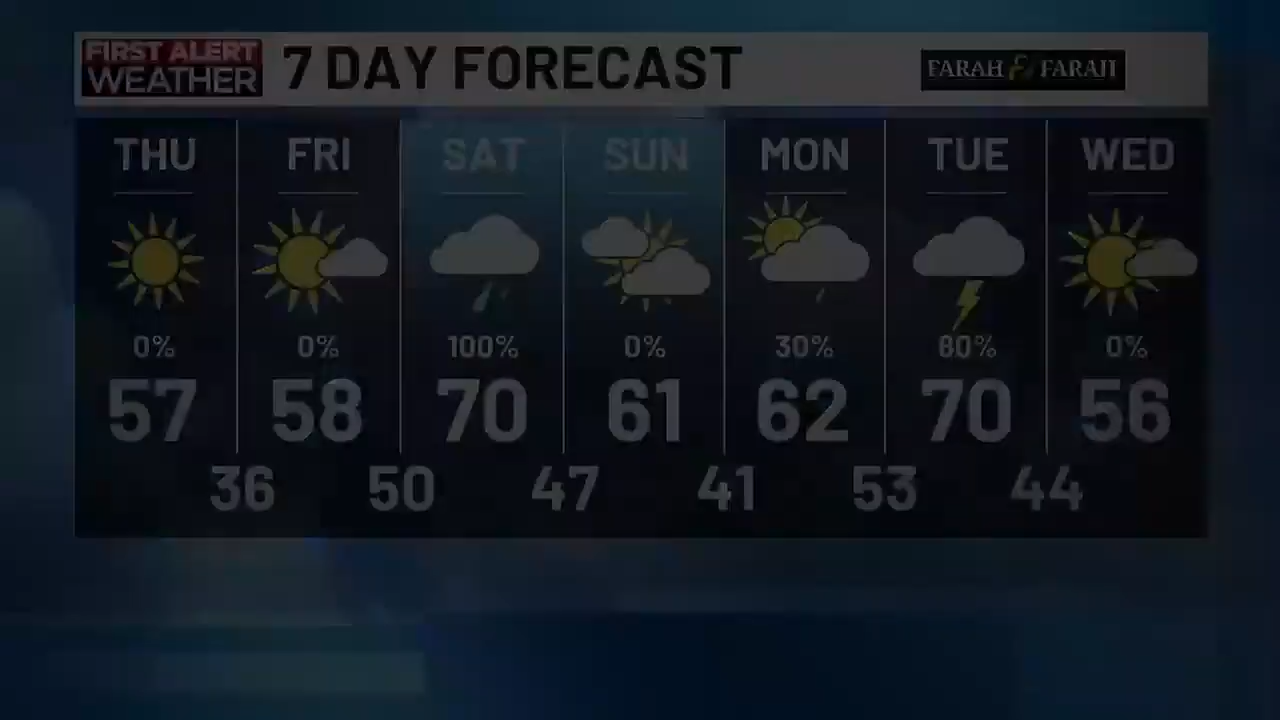 FIRST ALERT
WEATHER
7 DAY FORECAST
FARAH & FARAH
THU FRI SAT SUN MON TUE WED
0% 0% 100% 0% 30% 80% 0%
57 58 70 61 62 70 56
36 50 47 41 53 44